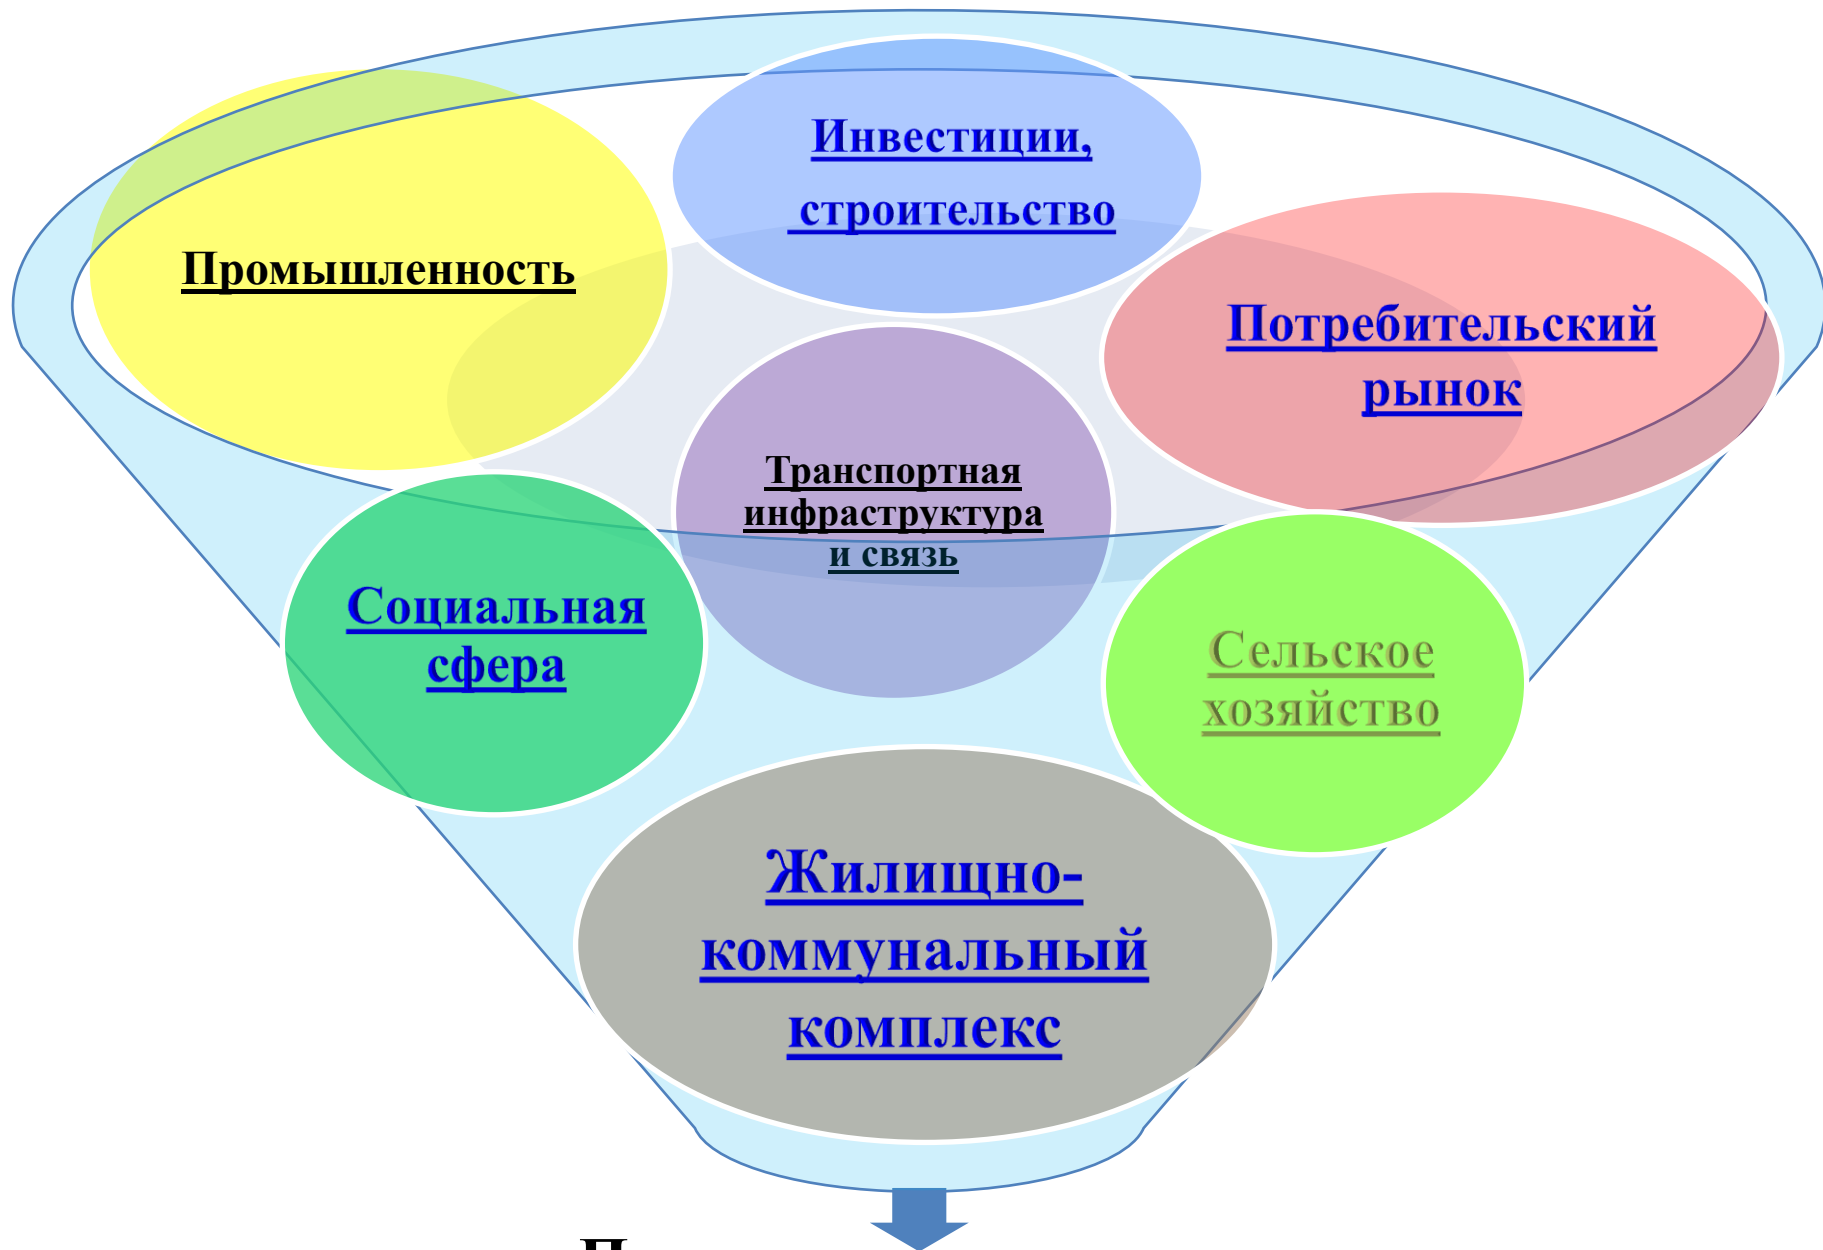 Инвестиции,
строительство
Промышленность
Потребительский
рынок
Транспортная
инфраструктура
и связь
Социальная
сфера
Сельское
хозяйство
Жилищно-
коммунальный
комплекс